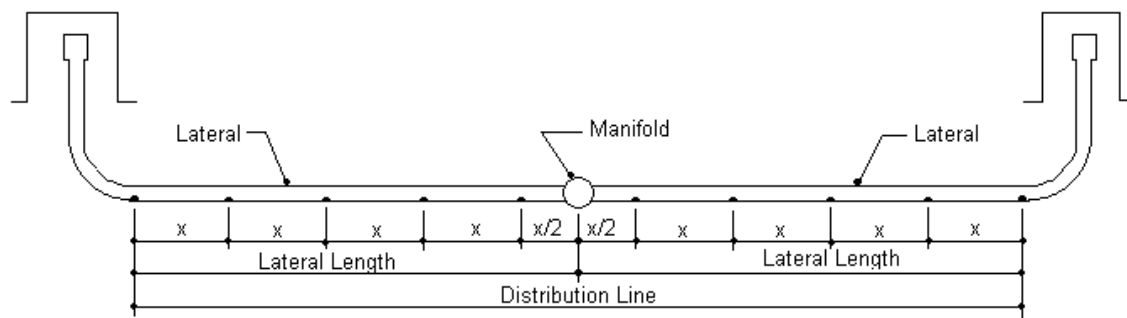 Lateral
Manifold
Lateral
x x x x x/2 x/2 x x x x
Lateral Length
Lateral Length
Distribution Line